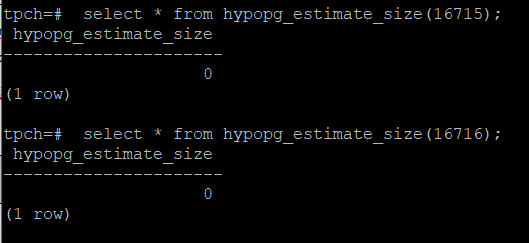 tpch=#  select * from hypopg_estimate_size(16715);
 hypopg_estimate_size
----------------------
                    0
(1 row)

tpch=#  select * from hypopg_estimate_size(16716);
 hypopg_estimate_size
----------------------
                    0
(1 row)